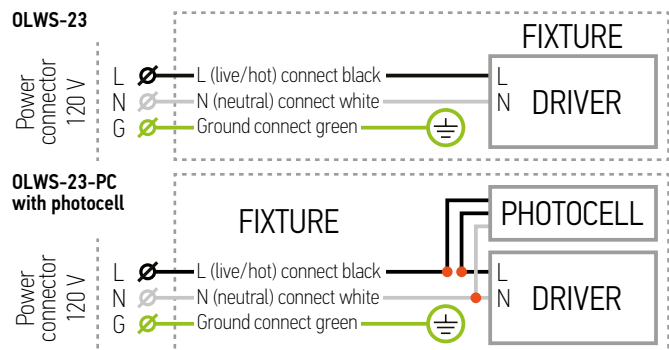 OLWS-23
FIXTURE
Power
connector
120 V
L
N
G
L (live/hot) connect black
N (neutral) connect white
Ground connect green
L
N
DRIVER
OLWS-23-PC
with photocell
FIXTURE
PHOTOCELL
Power
connector
120 V
L
N
G
L (live/hot) connect black
N (neutral) connect white
Ground connect green
L
N
DRIVER